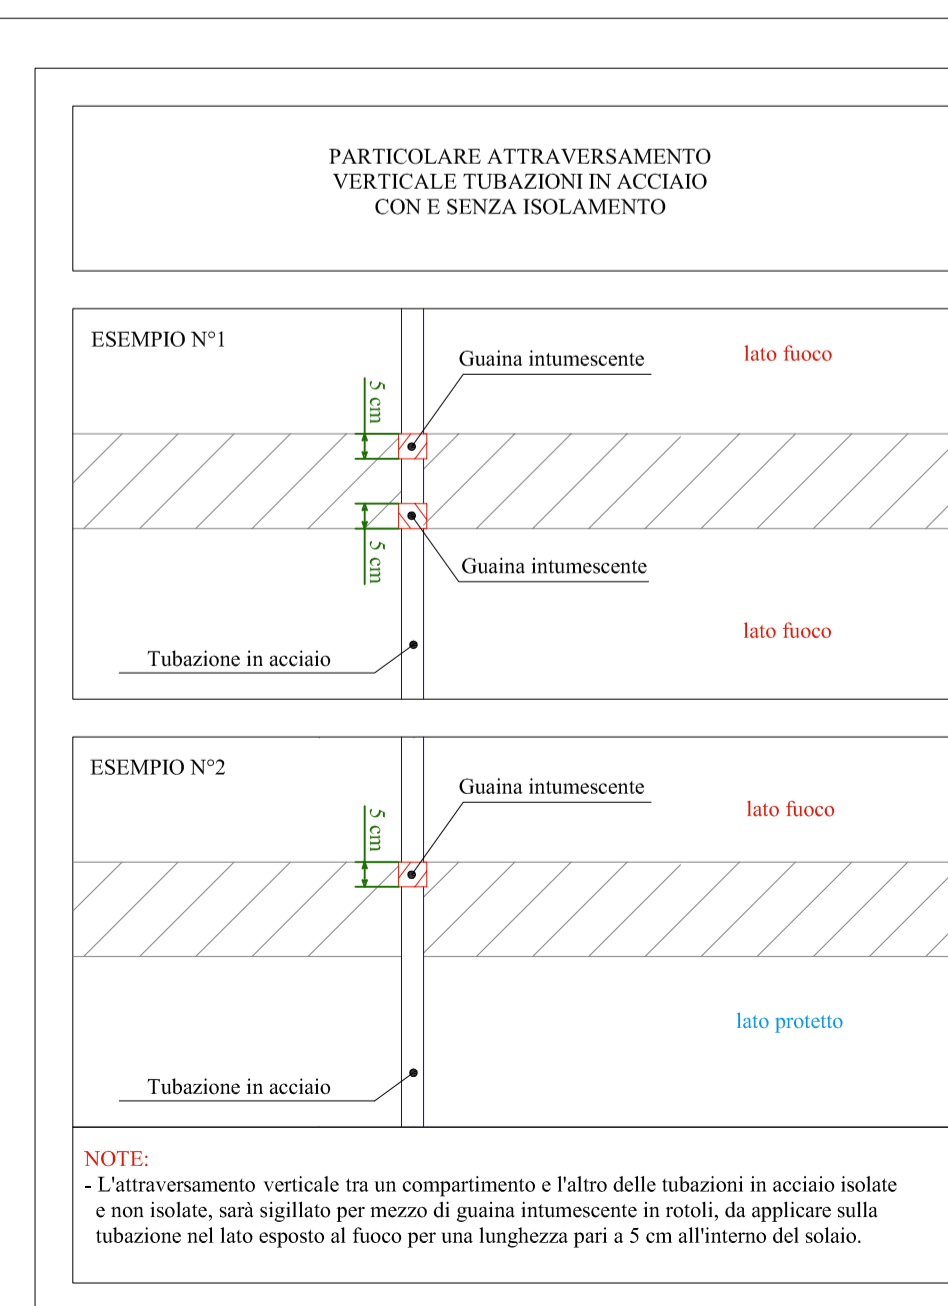 PARTICOLARE ATTRAVERSAMENTO
VERTICALE TUBAZIONI IN ACCIAIO
CON E SENZA ISOLAMENTO
ESEMPIO N°1
Guaina intumescente
lato fuoco
5 cm
5 cm
Guaina intumescente
lato fuoco
Tubazione in acciaio
ESEMPIO N°2
Guaina intumescente
lato fuoco
5 cm
lato protetto
Tubazione in acciaio
NOTE:
- L'attraversamento verticale tra un compartimento e l'altro delle tubazioni in acciaio isolate
e non isolate, sarà sigillato per mezzo di guaina intumescente in rotoli, da applicare sulla
tubazione nel lato esposto al fuoco per una lunghezza pari a 5 cm all'interno del solaio.